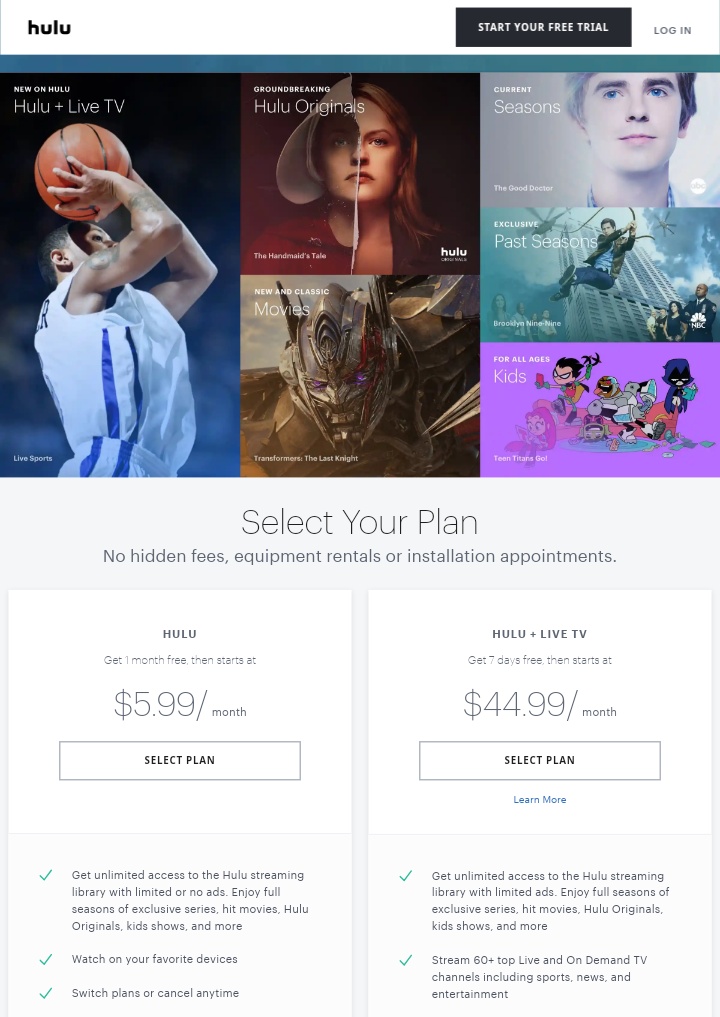 hulu
START YOUR FREE TRIAL
LOG IN
NEW ON HULU
Hulu + Live TV
Live Sports
GROUNDBREAKING
Hulu Originals
The Handmaid's Tale
hulu
ORIGINALS
NEW AND CLASSIC
Movies
Transformers: The Last Knight
CURRENT
Seasons
The Good Doctor
abc
EXCLUSIVE
Past Seasons
Brooklyn Nine-Nine
NBC
FOR ALL AGES
Kids
Teen Titans Go!
Select Your Plan
No hidden fees, equipment rentals or installation appointments.
HULU
Get 1 month free, then starts at
$5.99/ month
SELECT PLAN
Get unlimited access to the Hulu streaming
library with limited or no ads. Enjoy full
seasons of exclusive series, hit movies, Hulu
Originals, kids shows, and more
Watch on your favorite devices
Switch plans or cancel anytime
HULU + LIVE TV
Get 7 days free, then starts at
$44.99/ month
SELECT PLAN
Learn More
Get unlimited access to the Hulu streaming
library with limited ads. Enjoy full seasons of
exclusive series, hit movies, Hulu Originals,
kids shows, and more
Stream 60+ top Live and On Demand TV
channels including sports, news, and
entertainment